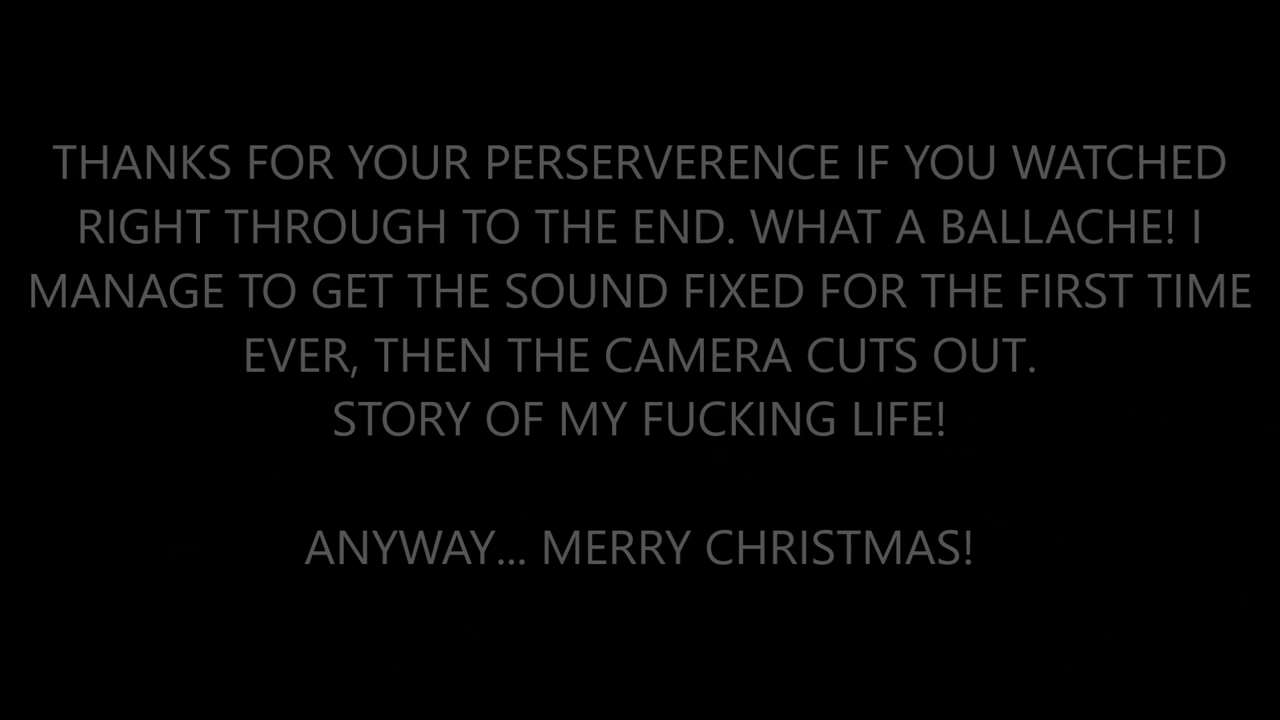 THANKS FOR YOUR PERSERVERENCE IF YOU WATCHED
RIGHT THROUGH TO THE END. WHAT A BALLACHE! I
MANAGE TO GET THE SOUND FIXED FOR THE FIRST TIME
EVER, THEN THE CAMERA CUTS OUT.
STORY OF MY FUCKING LIFE!
ANYWAY... MERRY CHRISTMAS!